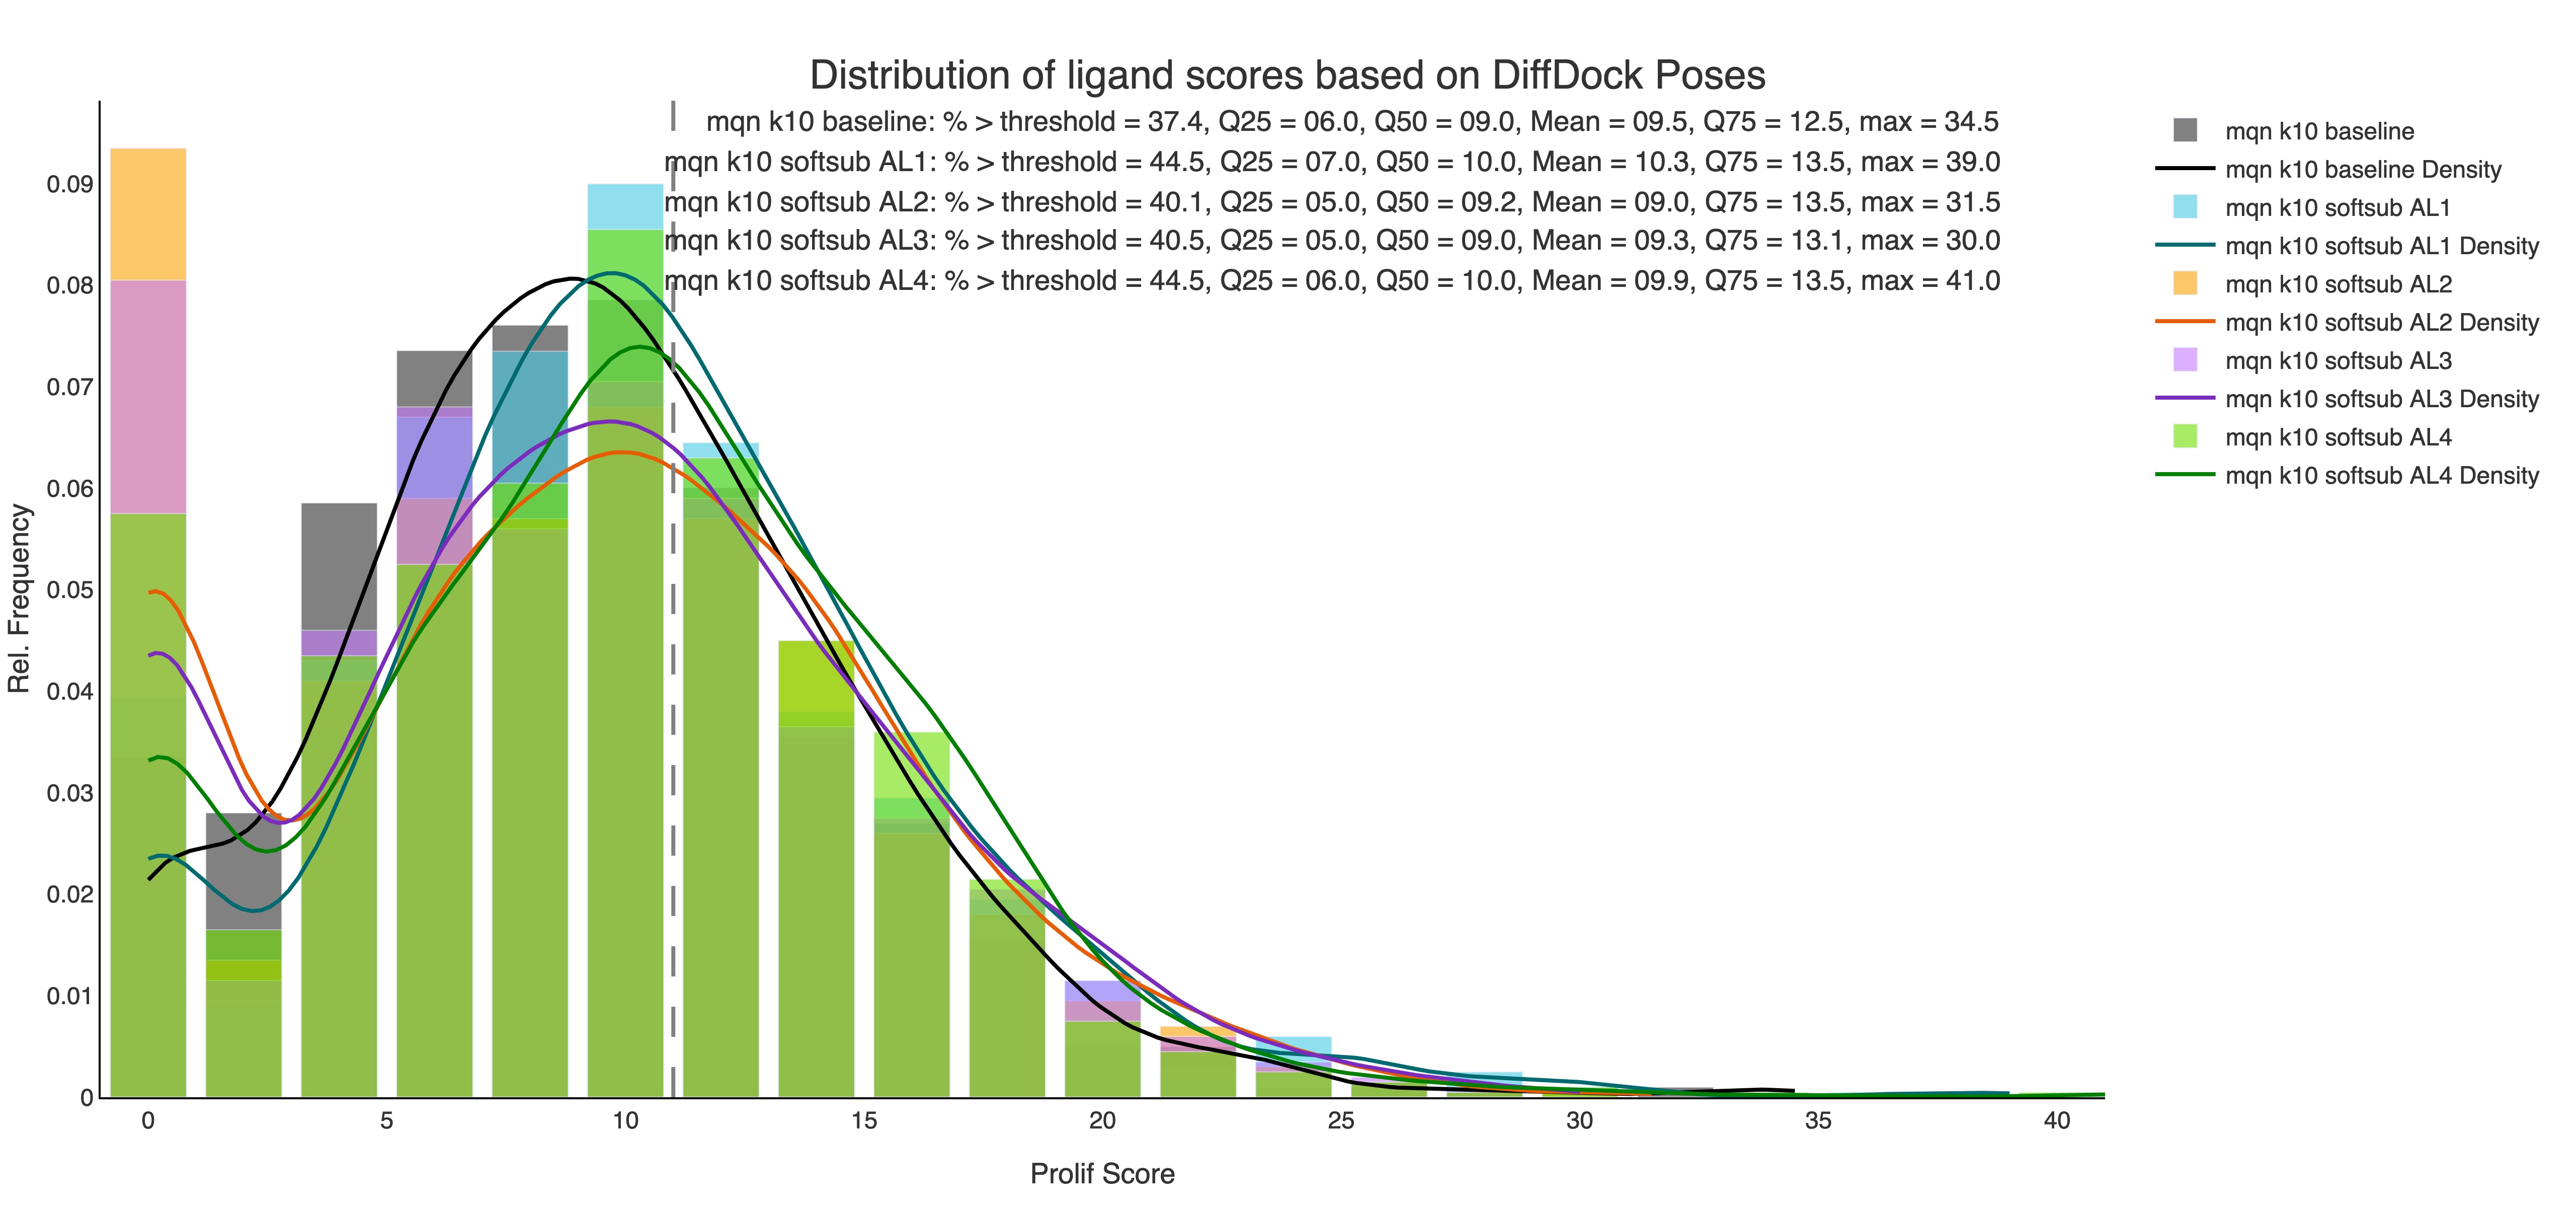 Distribution of ligand scores based on DiffDock Poses
mqn k10 baseline: % > threshold = 37.4, Q25 = 06.0, Q50 = 09.0, Mean = 09.5, Q75 = 12.5, max = 34.5
mqn k10 softsub AL1: % > threshold = 44.5, Q25 = 07.0, Q50 = 10.0, Mean = 10.3, Q75 = 13.5, max = 39.0
mqn k10 softsub AL2: % > threshold = 40.1, Q25 = 05.0, Q50 = 09.2, Mean = 09.0, Q75 = 13.5, max = 31.5
mqn k10 softsub AL3: % > threshold = 40.5, Q25 = 05.0, Q50 = 09.0, Mean = 09.3, Q75 = 13.1, max = 30.0
mqn k10 softsub AL4: % > threshold = 44.5, Q25 = 06.0, Q50 = 10.0, Mean = 09.9, Q75 = 13.5, max = 41.0
mqn k10 baseline
mqn k10 baseline Density
mqn k10 softsub AL1
mqn k10 softsub AL1 Density
mqn k10 softsub AL2
mqn k10 softsub AL2 Density
mqn k10 softsub AL3
mqn k10 softsub AL3 Density
mqn k10 softsub AL4
mqn k10 softsub AL4 Density
Rel. Frequency
0.09
0.08
0.07
0.06
0.05
0.04
0.03
0.02
0.01
0
0 5 10 15 20 25 30 35 40
Prolif Score